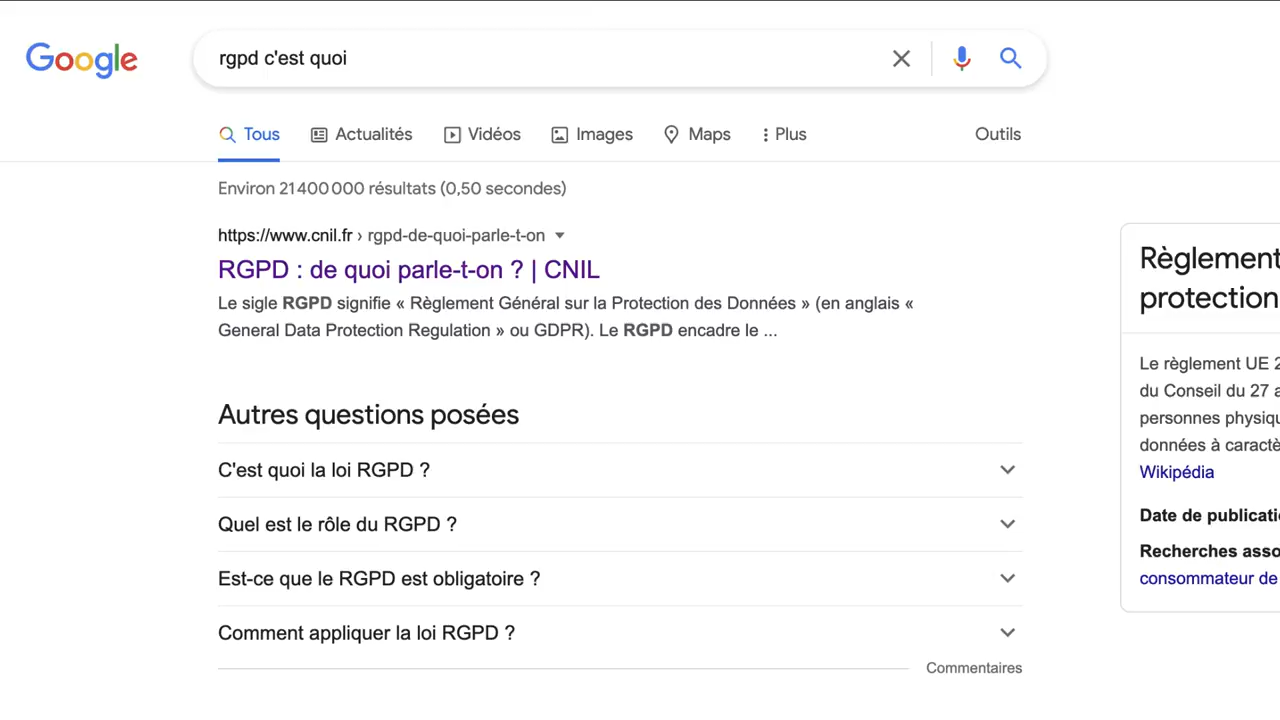 Google
rgpd c'est quoi
Tous Actualités Vidéos Images Maps Plus Outils
Environ 21 400 000 résultats (0,50 secondes)
https://www.cnil.fr › rgpd-de-quoi-parle-t-on
RGPD : de quoi parle-t-on ? | CNIL
Le sigle RGPD signifie « Règlement Général sur la Protection des Données » (en anglais «
General Data Protection Regulation » ou GDPR). Le RGPD encadre le ...
Autres questions posées
C'est quoi la loi RGPD ?
Quel est le rôle du RGPD ?
Est-ce que le RGPD est obligatoire ?
Comment appliquer la loi RGPD ?
Commentaires
Règlement
protection
Le règlement UE 2
du Conseil du 27 a
personnes physiqu
données à caractè
Wikipédia
Date de publicati
Recherches asso
consommateur de